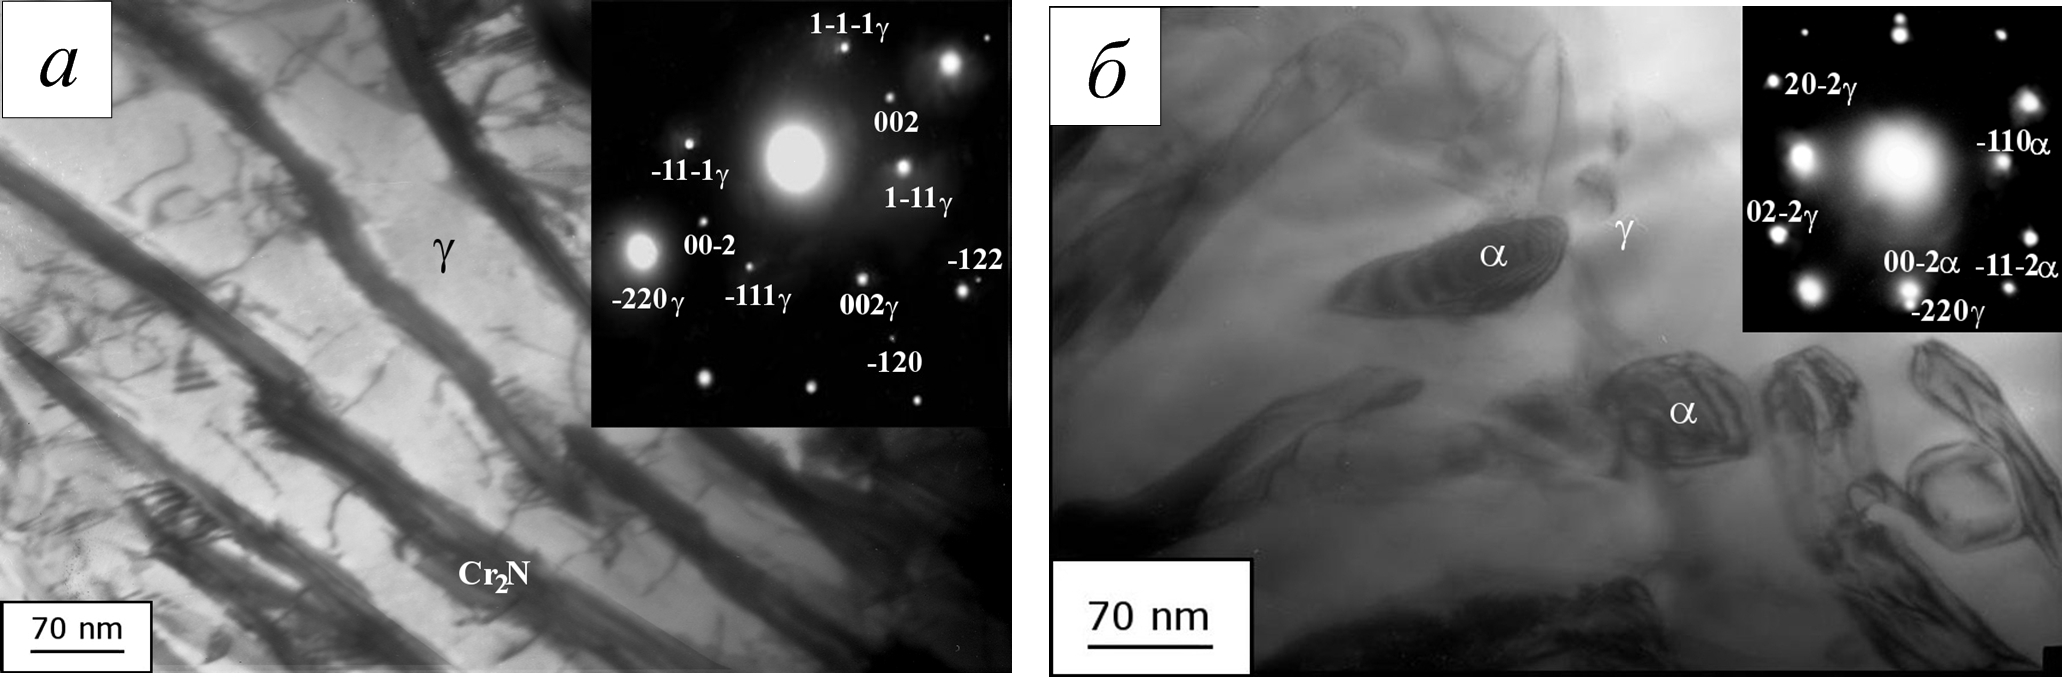 а
1-1-1γ
002
-11-1γ
1-11γ
γ
00-2
-122
-220γ
-111γ
002γ
-120
Cr2N
70 nm
б
20-2γ
-110α
02-2γ
γ
α
00-2α
-11-2α
-220γ
α
70 nm